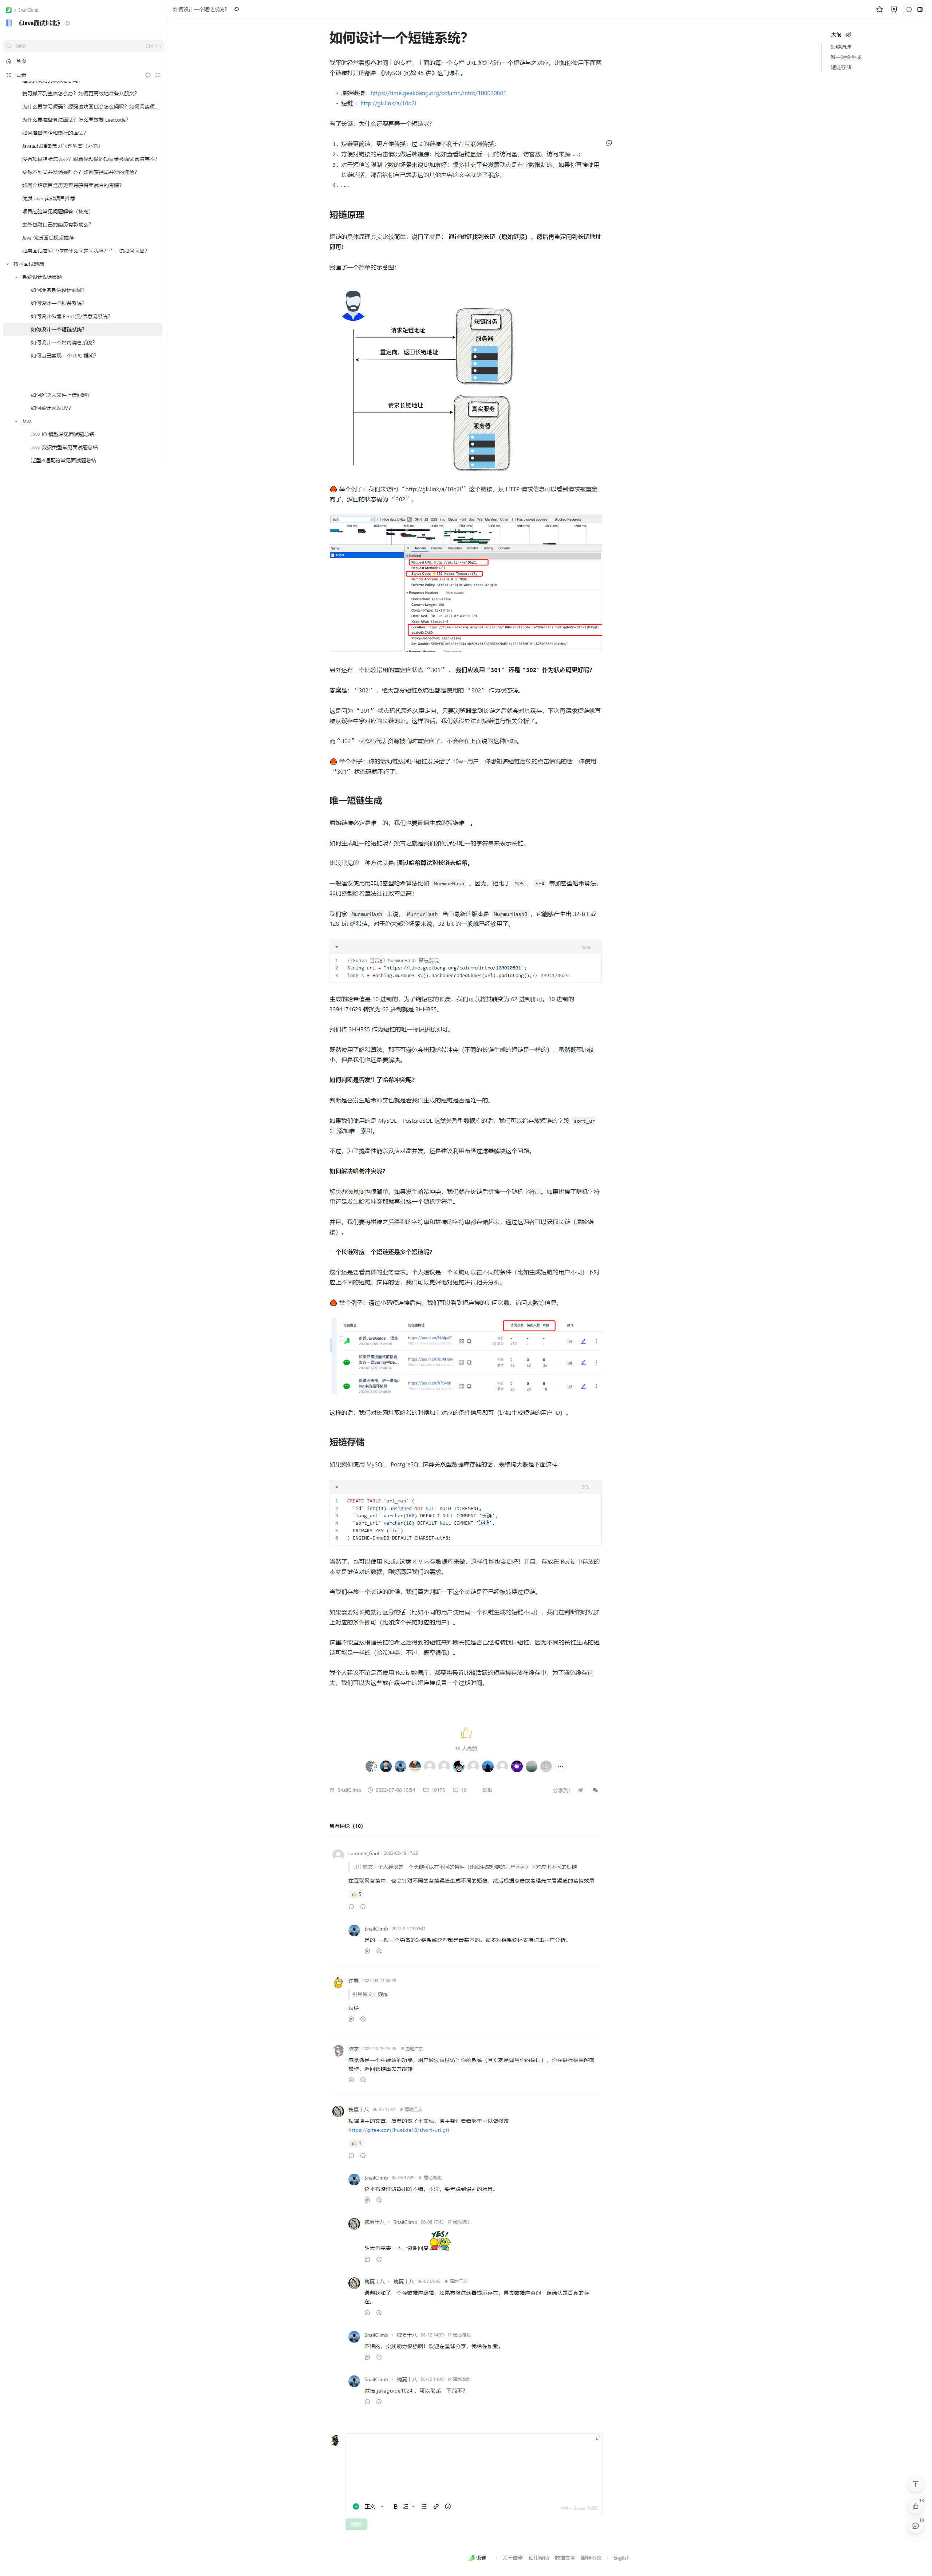 SnailClimb
《Java面试指北》
搜索 Ctrl + J
首页
目录
复习抓不到重点怎么办？如何更高效地准备八股文？
为什么要学习源码？源码这块面试会怎么问呢？如何阅读源...
为什么要准备算法面试？怎么高效刷 Leetcode？
如何准备国企和银行的面试？
Java面试准备常见问题解答（补充）
没有项目经验怎么办？跟着视频做的项目会被面试官嫌弃不？
接触不到高并发场景咋办？如何获得高并发的经验？
如何介绍项目经历更容易获得面试官的青睐？
优质 Java 实战项目推荐
项目经验常见问题解答（补充）
去外包对自己的简历有影响么？
Java 优质面试视频推荐
如果面试官问“你有什么问题问我吗？”，该如何回答？
技术面试题篇
系统设计&场景题
如何准备系统设计面试？
如何设计一个秒杀系统？
如何设计微博 Feed 流/信息流系统？
如何设计一个短链系统？
如何设计一个站内消息系统？
如何自己实现一个 RPC 框架？
如何解决大文件上传问题？
如何统计网站UV？
Java
Java IO 模型常见面试题总结
Java 数据类型常见面试题总结
泛型&通配符常见面试题总结
如何设计一个短链系统？
大纲
短链原理
唯一短链生成
短链存储
如何设计一个短链系统？
我平时经常看极客时间上的专栏，上面的每一个专栏 URL 地址都有一个短链与之对应。比如你使用下面两
个链接打开的都是 《MySQL 实战 45 讲》这门课程。
• 原始链接：https://time.geekbang.org/column/intro/100020801
• 短链 ：http://gk.link/a/10q2l
有了长链，为什么还要再弄一个短链呢？
1. 短链更简洁，更方便传播：过长的链接不利于在互联网传播；
2. 方便对链接的点击情况做后续追踪：比如查看短链最近一周的访问量，访客数，访问来源......；
3. 对于短信等限制字数的场景来说更加友好：很多社交平台发表动态是有字数限制的，如果你直接使用
长链的话，那留给你自己想表达的其他内容的文字就少了很多；
4. ......
短链原理
短链的具体原理其实比较简单，说白了就是： 通过短链找到长链（原始链接），然后再重定向到长链地址
即可！
我画了一个简单的示意图：
短链服务
请求短链地址
服务器
重定向，返回长链地址
真实服务
请求长链地址
服务器
举个例子：我们来访问 “http://gk.link/a/10q2l” 这个链接，从 HTTP 请求信息可以看到请求被重定
向了，返回的状态码为 “302”。
另外还有一个比较常用的重定向状态 “301” ， 我们应该用 “301” 还是 “302”作为状态码更好呢？
答案是：“302” ，绝大部分短链系统也都是使用的 “302” 作为状态码。
这是因为 “301” 状态码代表永久重定向，只要浏览器拿到长链之后就会对其缓存，下次再请求短链就直
接从缓存中拿对应的长链地址。这样的话，我们就没办法对短链进行相关分析了。
而 “302” 状态码代表资源被临时重定向了，不会存在上面说的这种问题。
举个例子：你的活动链接通过短链发送给了 10w+用户，你想知道短链后续的点击情况的话，你使用
“301” 状态码就不行了。
唯一短链生成
原始链接必定是唯一的，我们也要确保生成的短链唯一。
如何生成唯一的短链呢？换言之就是我们如何通过唯一的字符串来表示长链。
比较常见的一种方法就是: 通过哈希算法对长链去哈希。
一般建议使用用非加密型哈希算法比如 MurmurHash 。因为，相比于 MD5 ， SHA 等加密型哈希算法，
非加密型哈希算法往往效率更高！
我们拿 MurmurHash 来说， MurmurHash 当前最新的版本是 MurmurHash3 ，它能够产生出 32-bit 或
128-bit 哈希值。对于绝大部分场景来说，32-bit 的一般就已经够用了。
Java
1 //Guava 自带的 MurmurHash 算法实现
2 String url = "https://time.geekbang.org/column/intro/100020801";
3 long s = Hashing.murmur3_32().hashUnencodedChars(url).padToLong();// 3394174629
生成的哈希值是 10 进制的，为了缩短它的长度，我们可以将其转变为 62 进制即可。10 进制的
3394174629 转换为 62 进制就是 3HHBS5。
我们将 3HHBS5 作为短链的唯一标识拼接即可。
既然使用了哈希算法，那不可避免会出现哈希冲突（不同的长链生成的短链是一样的），虽然概率比较
小，但是我们也还是要解决。
如何判断是否发生了哈希冲突呢？
判断是否发生哈希冲突也就是看我们生成的短链是否是唯一的。
如果我们使用的是 MySQL，PostgreSQL 这类关系型数据库的话，我们可以给存放短链的字段 sort_ur
l 添加唯一索引。
不过，为了提高性能以及应对高并发，还是建议利用布隆过滤器解决这个问题。
如何解决哈希冲突呢？
解决办法其实也很简单。如果发生哈希冲突，我们就在长链后拼接一个随机字符串。如果拼接了随机字符
串还是发生哈希冲突那就再拼接一个随机字符串。
并且，我们要将拼接之后得到的字符串和拼接的字符串都存储起来，通过这两者可以获取长链（原始链
接）。
一个长链对应一个短链还是多个短链呢？
这个还是要看具体的业务需求。个人建议是一个长链可以在不同的条件（比如生成短链的用户不同）下对
应上不同的短链。这样的话，我们可以更好地对短链进行相关分析。
举个例子：通过小码短连接后台，我们可以看到短连接的访问次数，访问人数等信息。
这样的话，我们对长网址取哈希的时候加上对应的条件信息即可（比如生成短链的用户 ID）。
短链存储
如果我们使用 MySQL，PostgreSQL 这类关系型数据库存储的话，表结构大概是下面这样：
SQL
1 CREATE TABLE `url_map` (
2 `id` int(11) unsigned NOT NULL AUTO_INCREMENT,
3 `long_url` varchar(160) DEFAULT NULL COMMENT '长链',
4 `sort_url` varchar(10) DEFAULT NULL COMMENT '短链',
5 PRIMARY KEY (`id`)
6 ) ENGINE=InnoDB DEFAULT CHARSET=utf8;
当然了，也可以使用 Redis 这类 K-V 内存数据库来做，这样性能也会更好！并且，存放在 Redis 中存放的
本就是键值对的数据，刚好满足我们的需求。
当我们存放一个长链的时候，我们首先判断一下这个长链是否已经被转换过短链。
如果需要对长链就行区分的话（比如不同的用户使用同一个长链生成的短链不同），我们在判断的时候加
上对应的条件即可（比如这个长链对应的用户）。
这里不能直接根据长链哈希之后得到的短链来判断长链是否已经被转换过短链，因为不同的长链生成的短
链可能是一样的（哈希冲突，不过，概率很低）。
我个人建议不论是否使用 Redis 数据库，都要将最近比较活跃的短连接存放在缓存中。为了避免缓存过
大，我们可以为这些放在缓存中的短连接设置一个过期时间。
18 人点赞
SnailClimb 2022-07-06 15:54 10176 10 举报 分享到：
所有评论（10）
summer_GaoL 2022-02-18 17:32
引用原文：个人建议是一个长链可以在不同的条件（比如生成短链的用户不同）下对应上不同的短链
在互联网营销中，也会针对不同的营销渠道生成不同的短链，然后根据点击或者曝光来看渠道的营销效果
5
SnailClimb 2022-02-19 08:41
是的 一般一个完善的短链系统这些都是最基本的。很多短链系统还支持点击用户分析。
许尋 2022-03-21 06:28
短链
IP 属地广东
感觉像是一个中转站的功能，用户通过短链访问你的系统（其实就是调用你的接口），你在进行相关解密
操作，返回长链出去并跳转
槐夏十八 06-06 17:21 IP 属地江苏
根据博主的文章，简单的做了个实现，博主帮忙看看哪里可以做修改
https://gitee.com/huaixia18/short-url.git
1
SnailClimb 06-06 17:39 IP 属地湖北
这个布隆过滤器用的不错，不过，要考虑到误判的场景。
槐夏十八 SnailClimb 06-06 17:45
YES!
明天再完善一下，谢谢回复
槐夏十八 槐夏十八 IP 属地江苏
误判我加了一个存数据库逻辑，如果布隆过滤器提示存在，再去数据库查询一遍确认是否真的存
在。
SnailClimb 槐夏十八 06-12 14:39 IP 属地湖北
不错的，实践能力很强啊！欢迎在星球分享，我给你加素。
SnailClimb 槐夏十八 06-12 14:40 IP 属地湖北
微信 javaguide1024 ，可以联系一下我不？
正文
回复
语雀 关于语雀 使用帮助 数据安全 服务协议 English
18
10